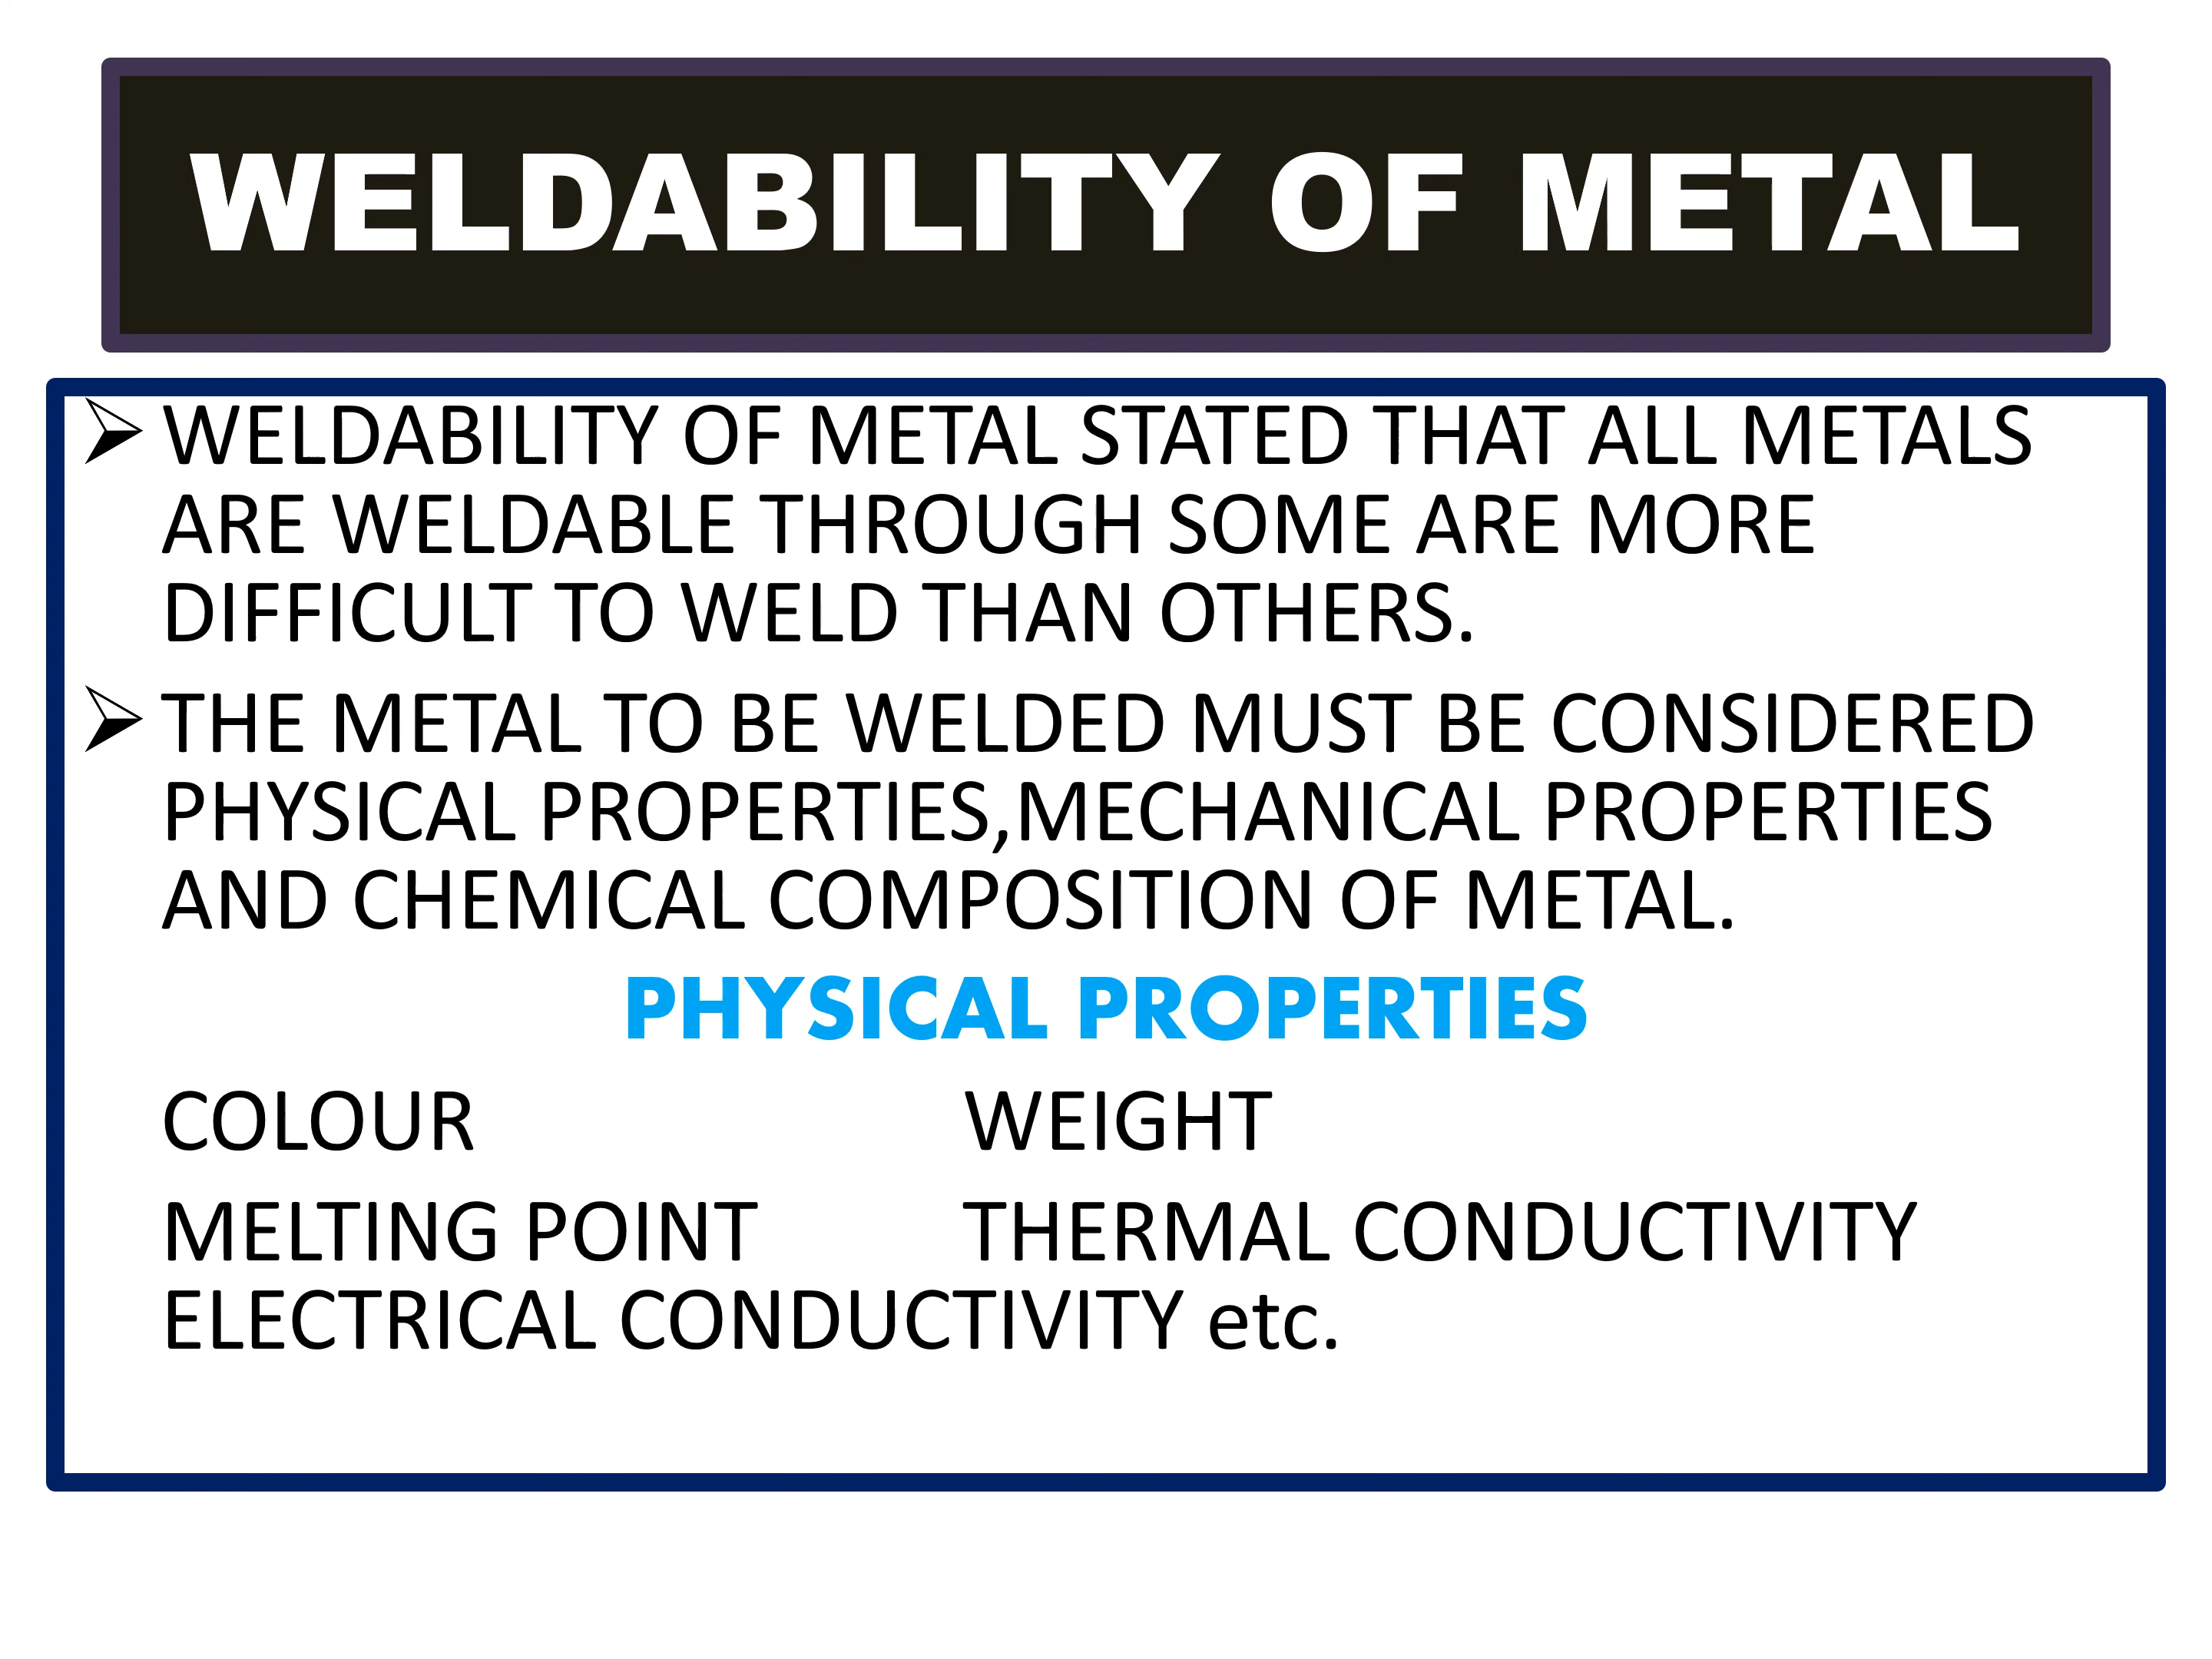 WELDABILITY OF METAL
WELDABILITY OF METAL STATED THAT ALL METALS
ARE WELDABLE THROUGH SOME ARE MORE
DIFFICULT TO WELD THAN OTHERS.
THE METAL TO BE WELDED MUST BE CONSIDERED
PHYSICAL PROPERTIES,MECHANICAL PROPERTIES
AND CHEMICAL COMPOSITION OF METAL.
PHYSICAL PROPERTIES
COLOUR WEIGHT
MELTING POINT THERMAL CONDUCTIVITY
ELECTRICAL CONDUCTIVITY etc.